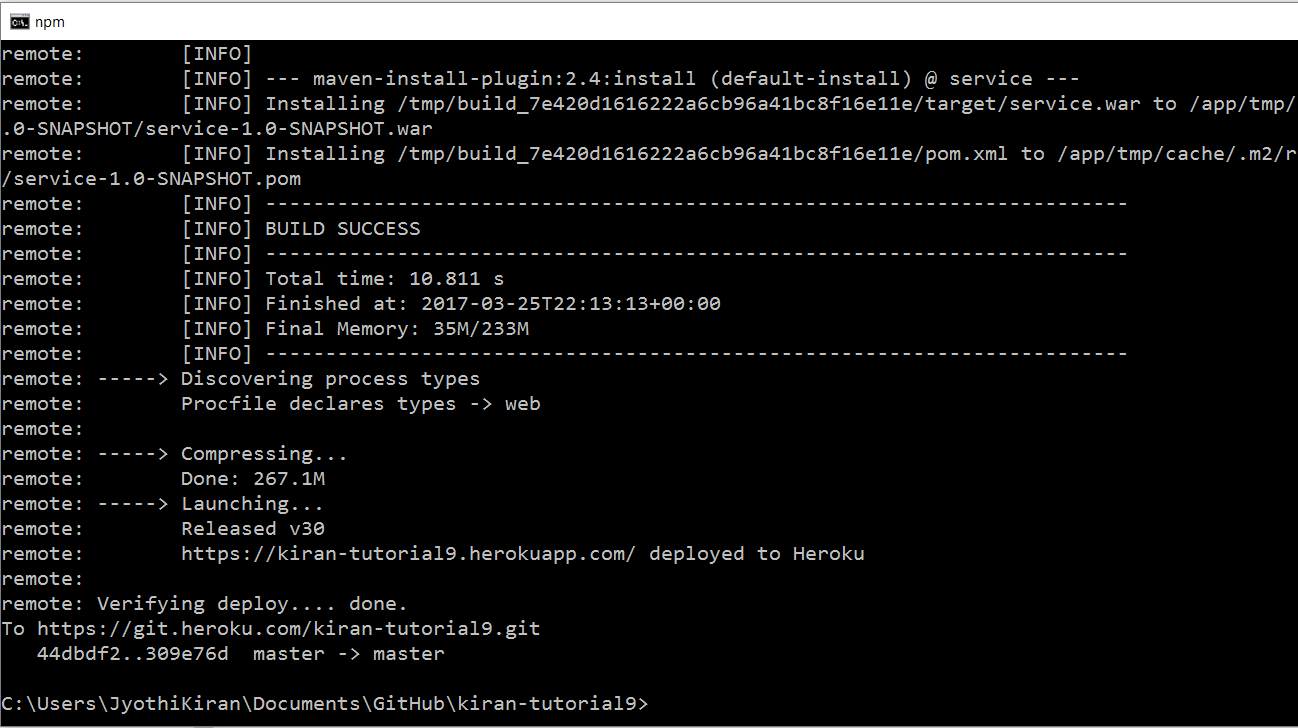 npm
remote:        [INFO]
remote:        [INFO] --- maven-install-plugin:2.4:install (default-install) @ service ---
remote:        [INFO] Installing /tmp/build_7e420d1616222a6cb96a41bc8f16e11e/target/service.war to /app/tmp/
.0-SNAPSHOT/service-1.0-SNAPSHOT.war
remote:        [INFO] Installing /tmp/build_7e420d1616222a6cb96a41bc8f16e11e/pom.xml to /app/tmp/cache/.m2/r
/service-1.0-SNAPSHOT.pom
remote:        [INFO] ------------------------------------------------------------------------
remote:        [INFO] BUILD SUCCESS
remote:        [INFO] ------------------------------------------------------------------------
remote:        [INFO] Total time: 10.811 s
remote:        [INFO] Finished at: 2017-03-25T22:13:13+00:00
remote:        [INFO] Final Memory: 35M/233M
remote:        [INFO] ------------------------------------------------------------------------
remote: -----> Discovering process types
remote:        Procfile declares types -> web
remote:
remote: -----> Compressing...
remote:        Done: 267.1M
remote: -----> Launching...
remote:        Released v30
remote:        https://kiran-tutorial9.herokuapp.com/ deployed to Heroku
remote:
remote: Verifying deploy.... done.
To https://git.heroku.com/kiran-tutorial9.git
   44dbdf2..309e76d  master -> master
C:\Users\JyothiKiran\Documents\GitHub\kiran-tutorial9>